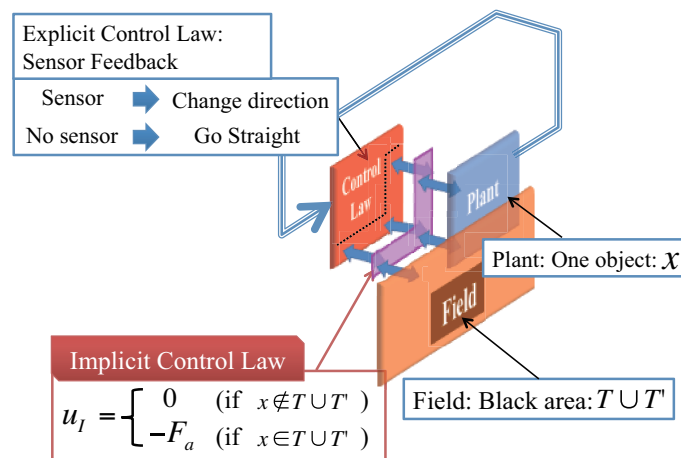 Explicit Control Law:
Sensor Feedback
Sensor Change direction
No sensor Go Straight
Control
Law
Plant
Plant: One object: x
Field
Implicit Control Law
u_I = { 0 (if x ∉ T ∪ T' )
−F_a (if x ∈ T ∪ T' )
Field: Black area: T ∪ T'